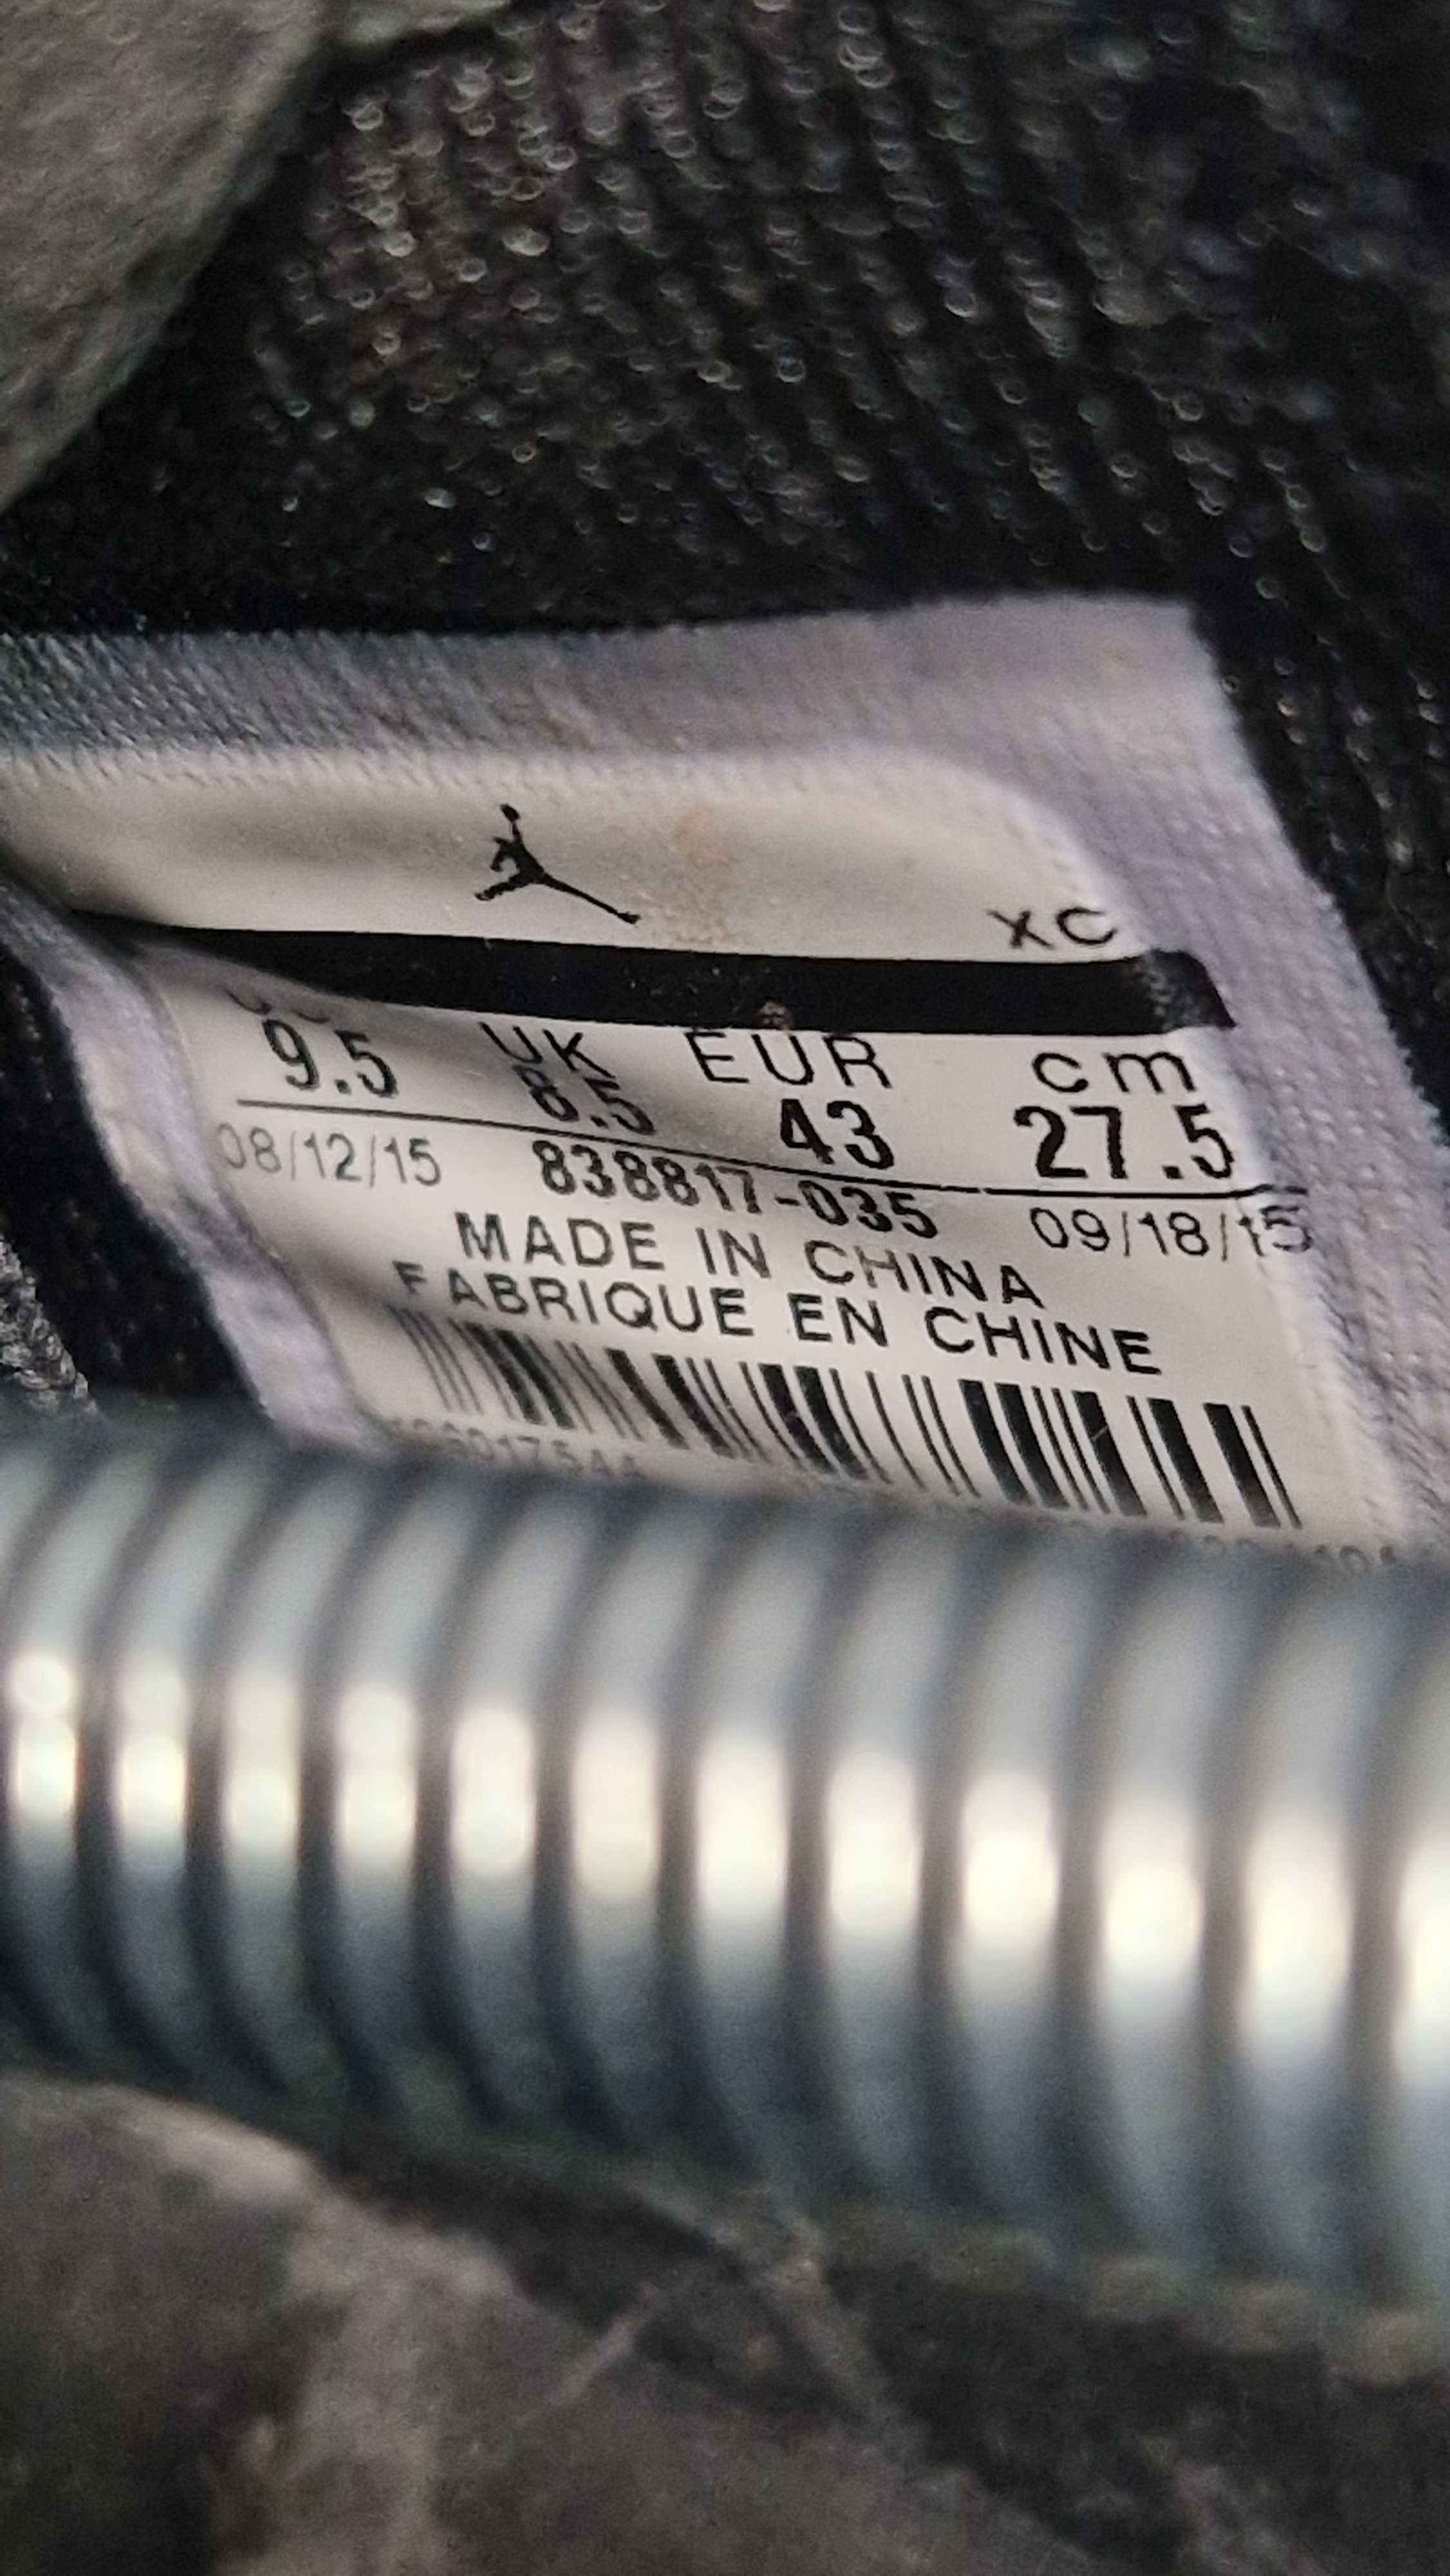 XC
UK EUR cm
9.5 8.5 43 27.5
08/12/15 838817-035 09/18/15
MADE IN CHINA
FABRIQUE EN CHINE